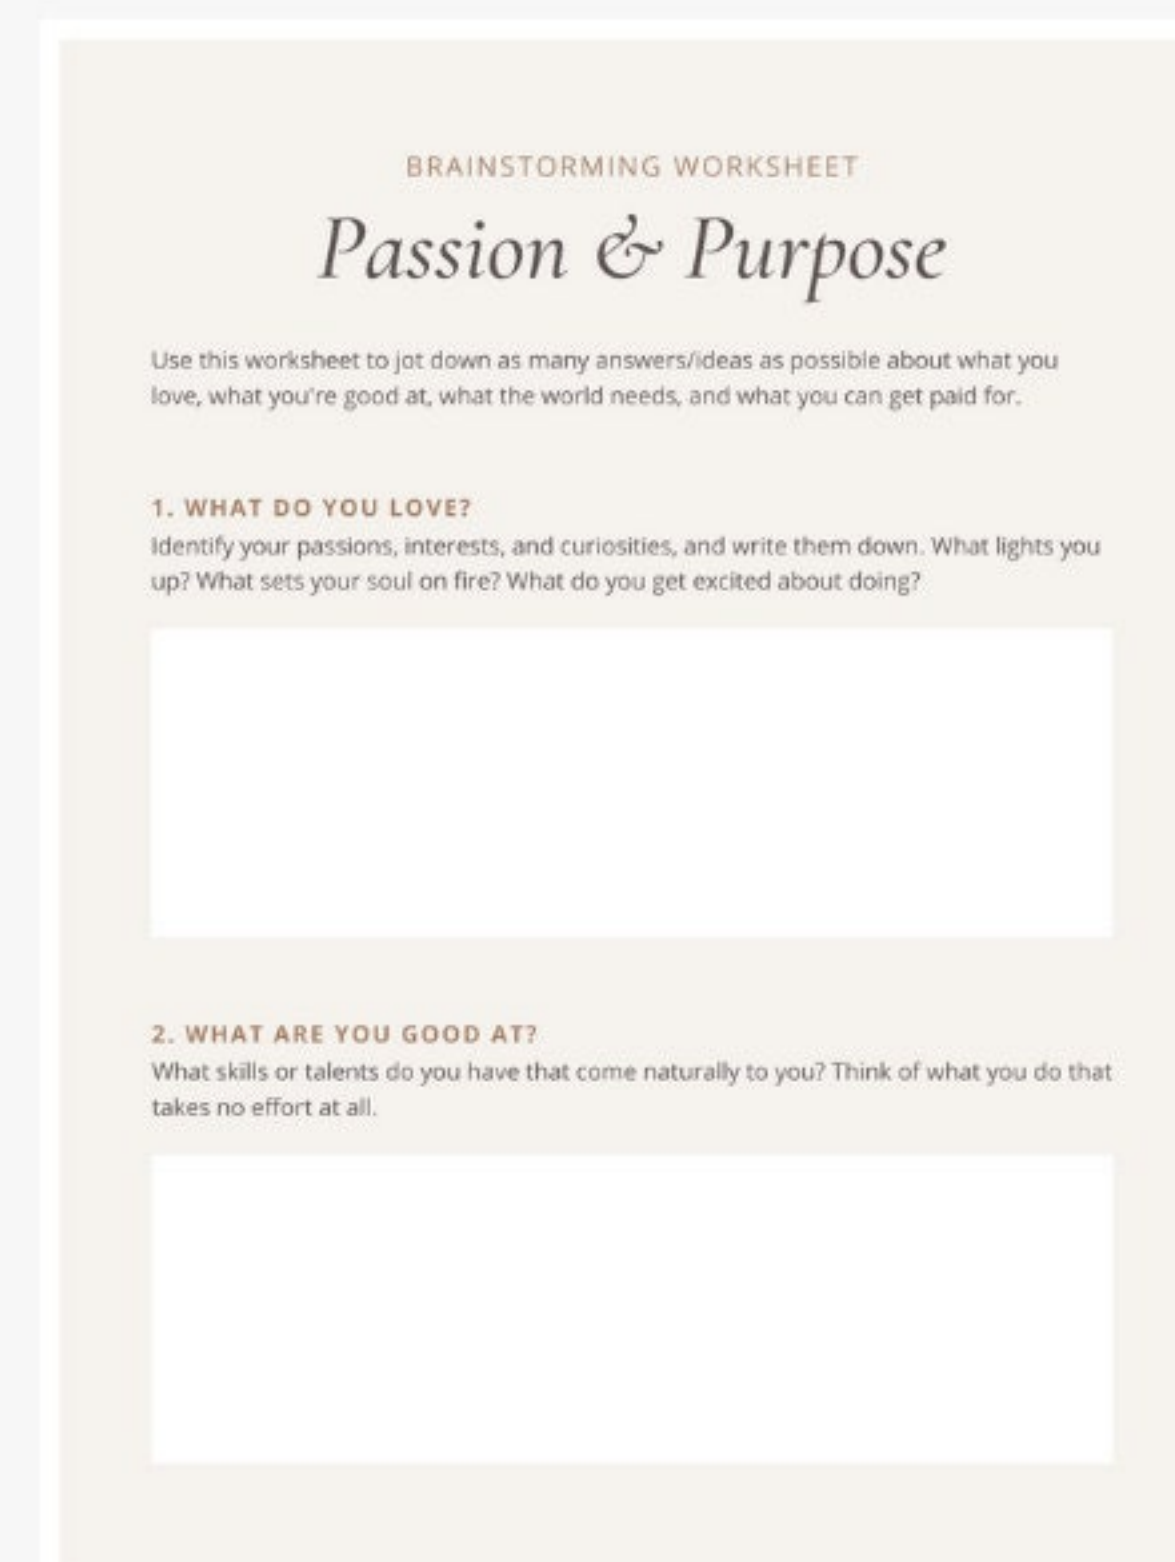 BRAINSTORMING WORKSHEET
Passion & Purpose
Use this worksheet to jot down as many answers/ideas as possible about what you
love, what you're good at, what the world needs, and what you can get paid for.
1. WHAT DO YOU LOVE?
Identify your passions, interests, and curiosities, and write them down. What lights you
up? What sets your soul on fire? What do you get excited about doing?
2. WHAT ARE YOU GOOD AT?
What skills or talents do you have that come naturally to you? Think of what you do that
takes no effort at all.